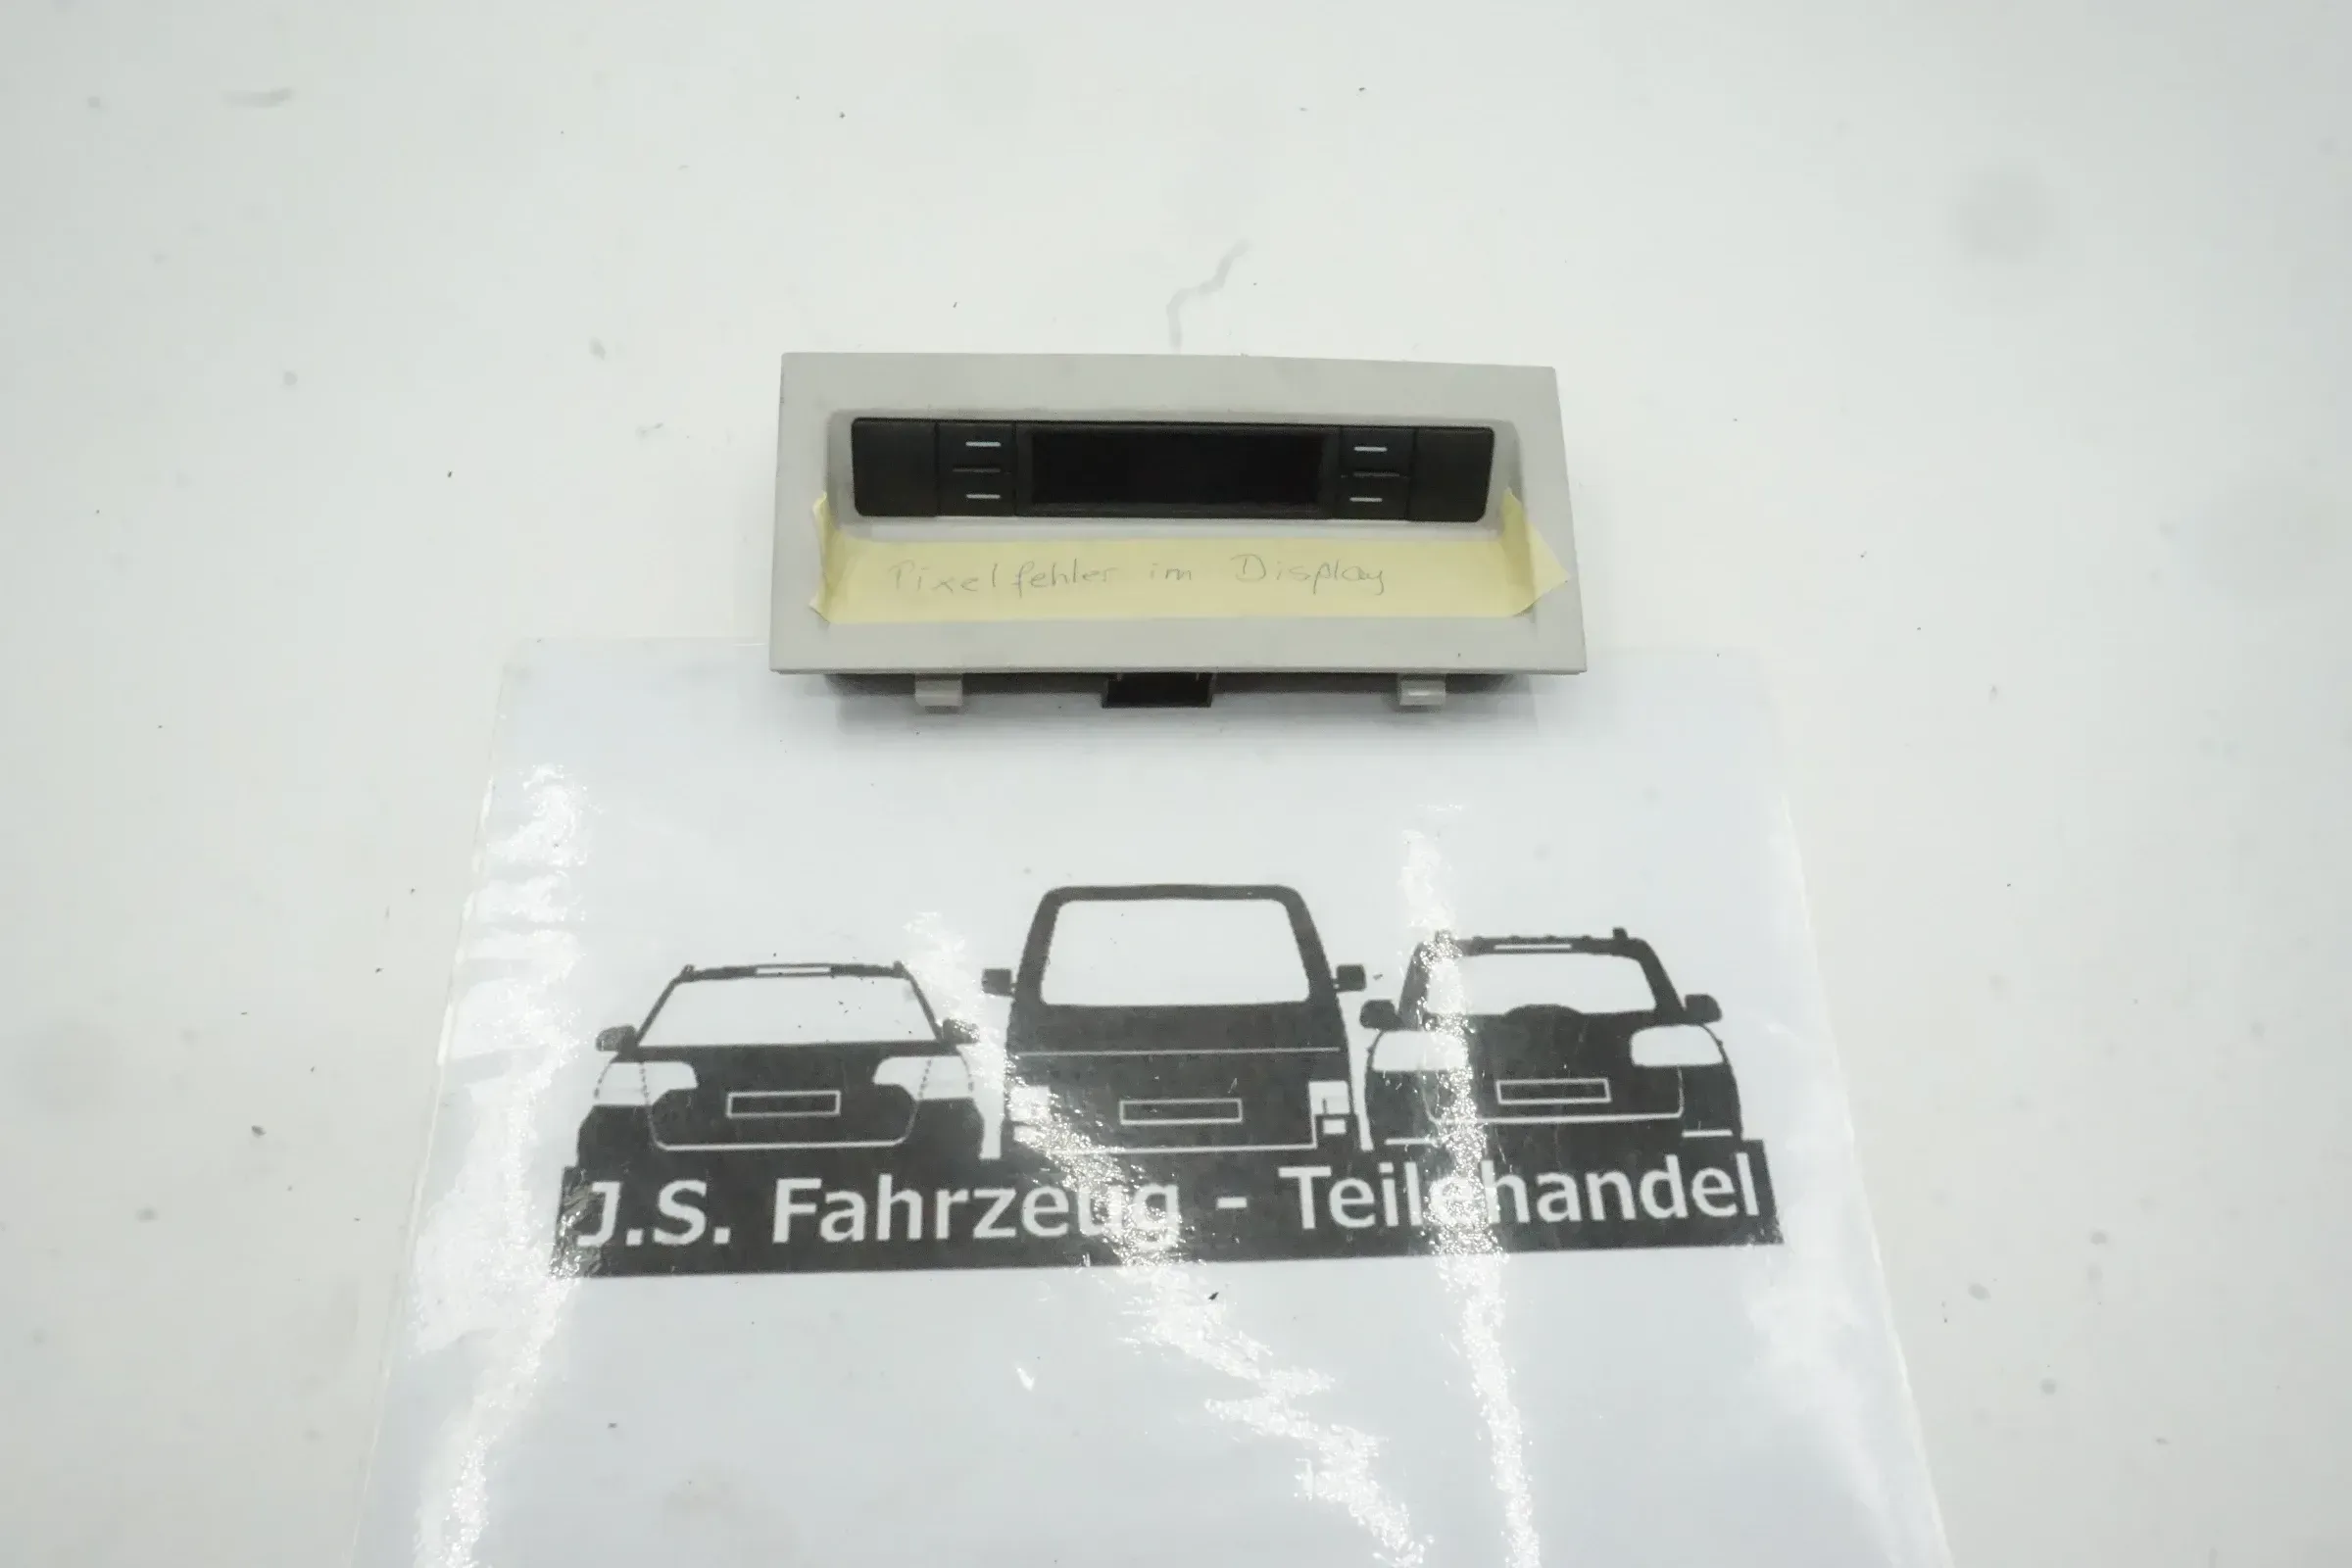 Pixelfehler im Display
J.S. Fahrzeug - Teilehandel